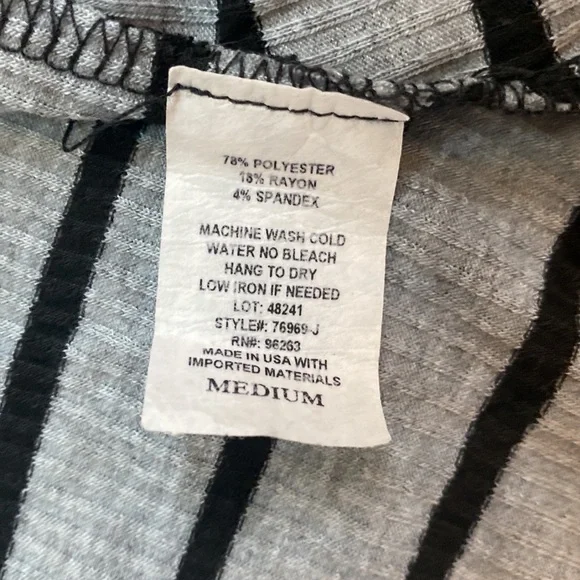 78% POLYESTER
18% RAYON
4% SPANDEX
MACHINE WASH COLD
WATER NO BLEACH
HANG TO DRY
LOW IRON IF NEEDED
LOT: 48241
STYLE#: 76969-J
RN#: 96263
MADE IN USA WITH
IMPORTED MATERIALS
MEDIUM